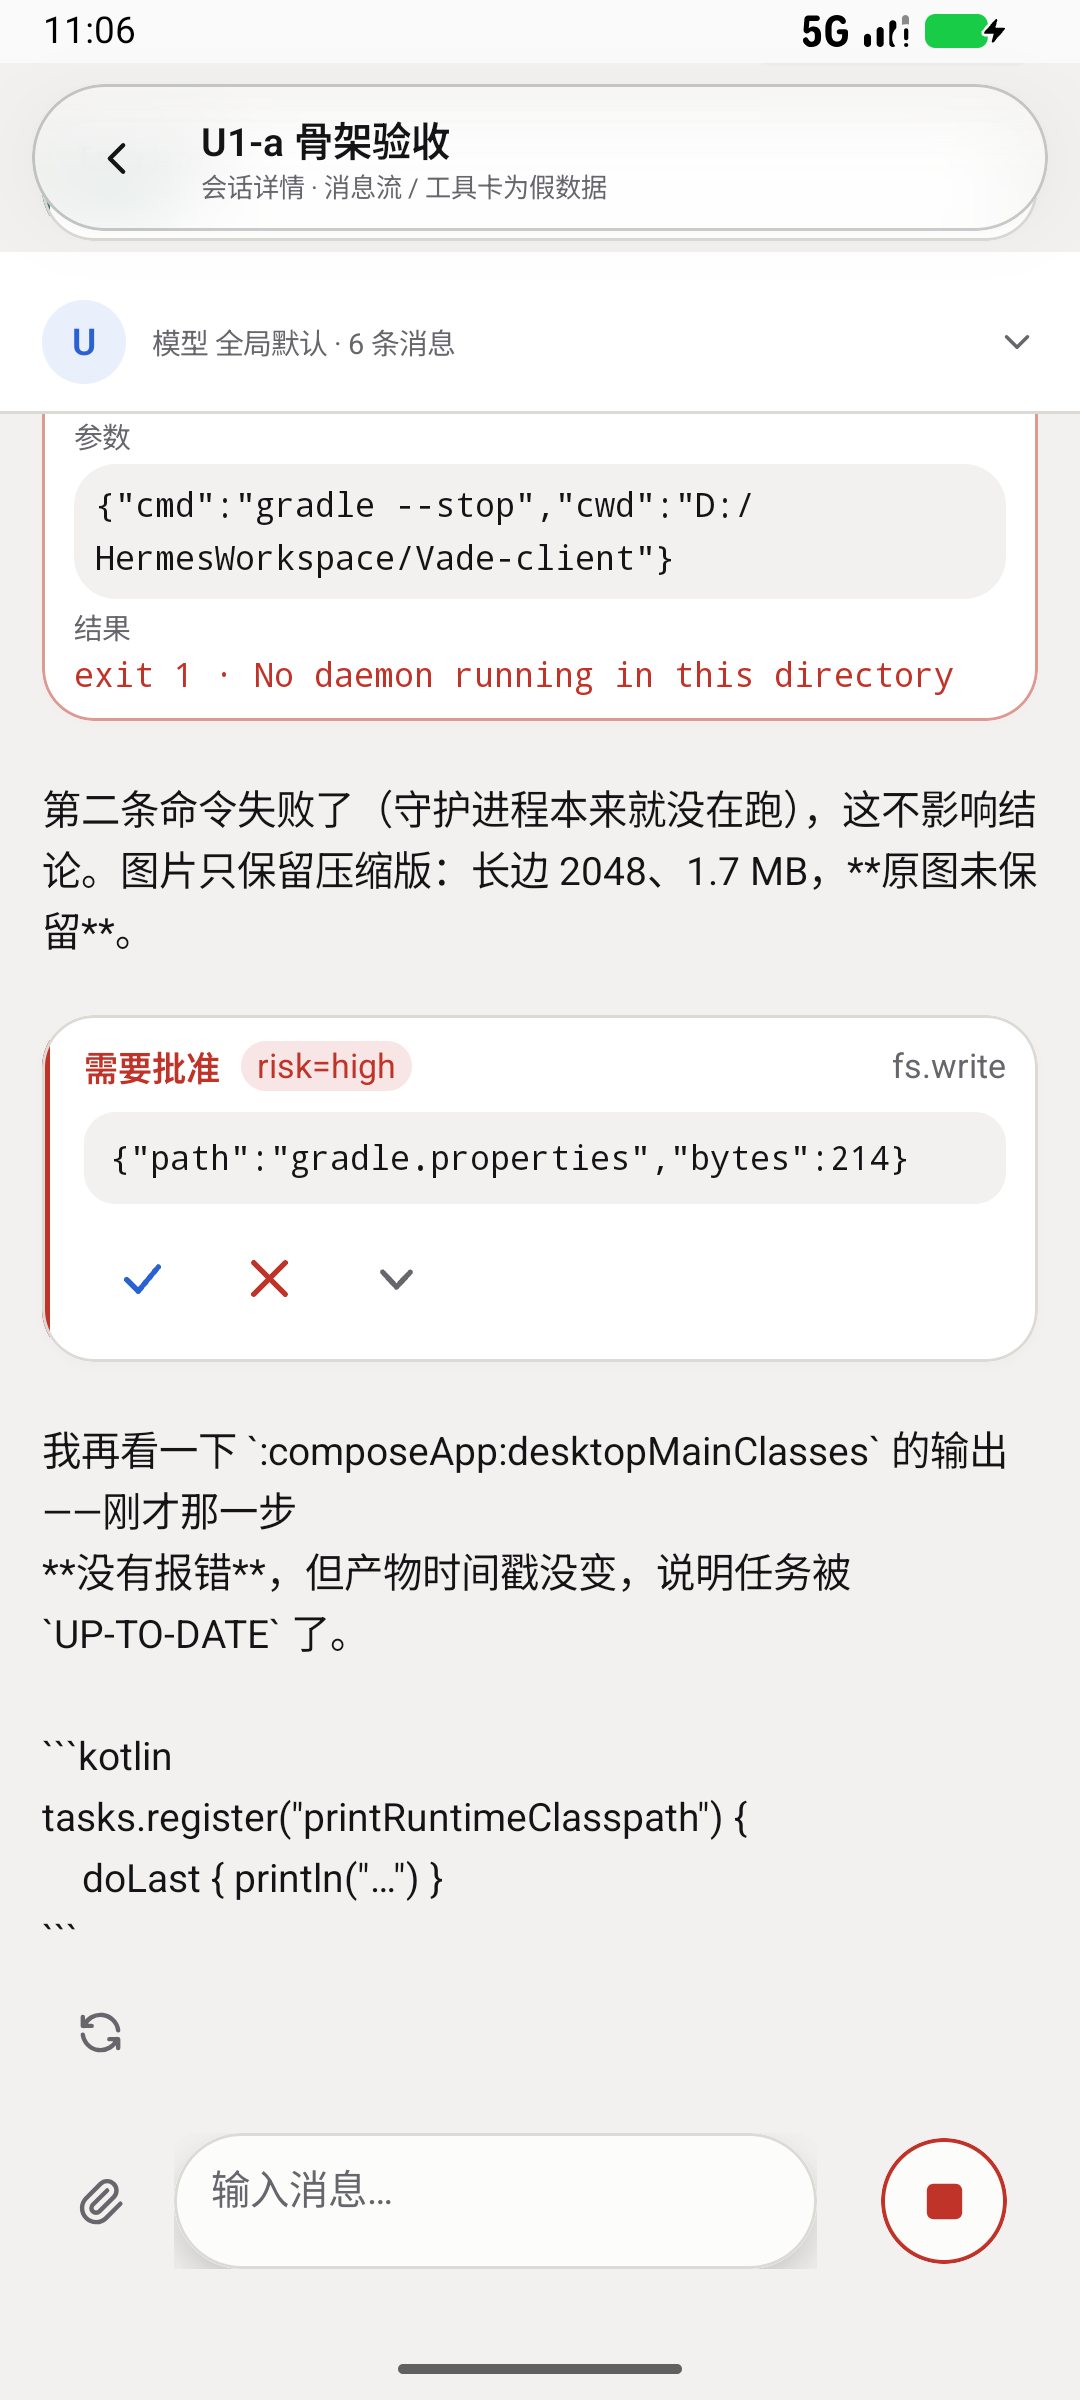 11:06
5G
U1-a 骨架验收
会话详情 · 消息流 / 工具卡为假数据
U
模型 全局默认 · 6 条消息
参数
{"cmd":"gradle --stop","cwd":"D:/
HermesWorkspace/Vade-client"}
结果
exit 1 · No daemon running in this directory
第二条命令失败了（守护进程本来就没在跑），这不影响结
论。图片只保留压缩版：长边 2048、1.7 MB，**原图未保
留**。
需要批准 risk=high fs.write
{"path":"gradle.properties","bytes":214}
我再看一下 `:composeApp:desktopMainClasses` 的输出
——刚才那一步
**没有报错**，但产物时间戳没变，说明任务被
`UP-TO-DATE` 了。
```kotlin
tasks.register("printRuntimeClasspath") {
    doLast { println("…") }
```
输入消息…